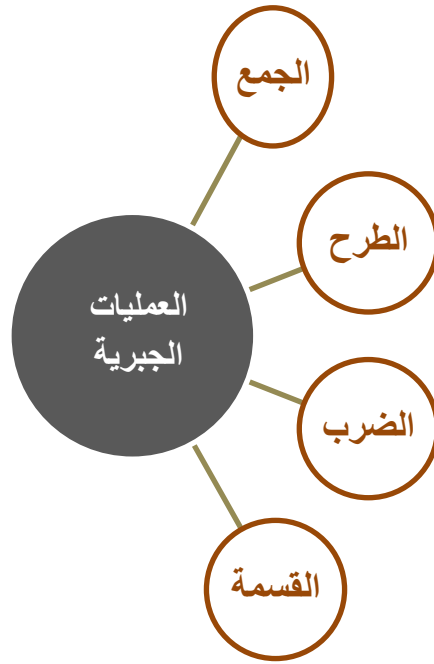 الجمع
الطرح
العمليات
الجبرية
الضرب
القسمة